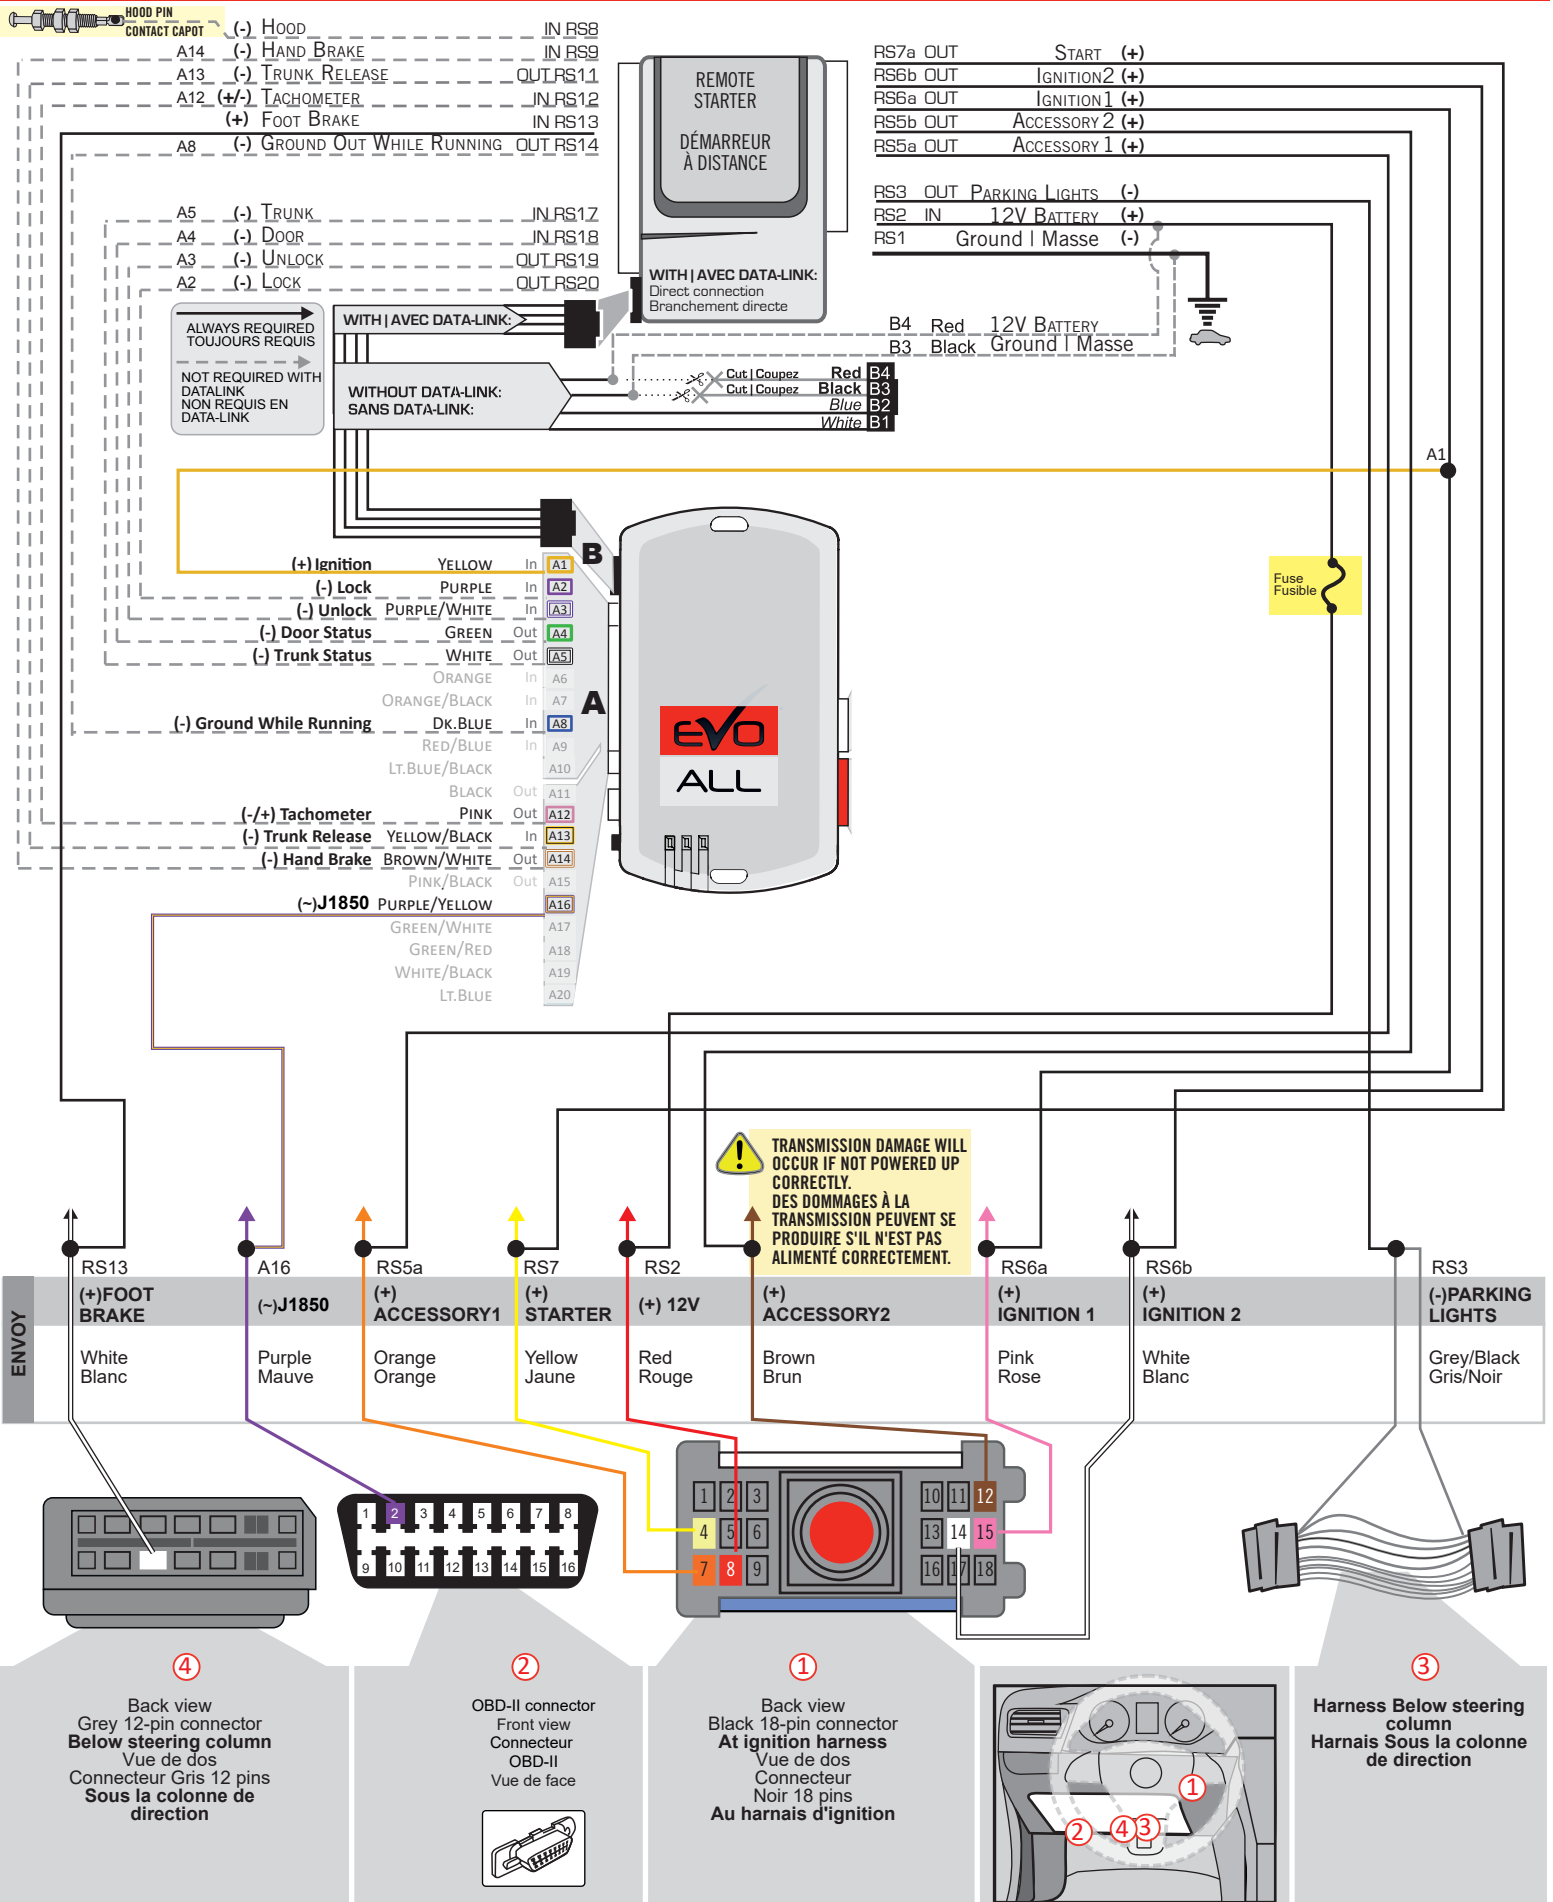 HOOD PIN
CONTACT CAPOT
(-) HOOD IN RS8
A14 (-) HAND BRAKE IN RS9
A13 (-) TRUNK RELEASE OUT RS11
A12 (+/-) TACHOMETER IN RS12
(+) FOOT BRAKE IN RS13
A8 (-) GROUND OUT WHILE RUNNING OUT RS14
A5 (-) TRUNK IN RS17
A4 (-) DOOR IN RS18
A3 (-) UNLOCK OUT RS19
A2 (-) LOCK OUT RS20
REMOTE
STARTER
DÉMARREUR
À DISTANCE
WITH | AVEC DATA-LINK:
Direct connection
Branchement directe
RS7a OUT START (+)
RS6b OUT IGNITION2 (+)
RS6a OUT IGNITION1 (+)
RS5b OUT ACCESSORY 2 (+)
RS5a OUT ACCESSORY 1 (+)
RS3 OUT PARKING LIGHTS (-)
RS2 IN 12V BATTERY (+)
RS1 Ground | Masse (-)
ALWAYS REQUIRED
TOUJOURS REQUIS
NOT REQUIRED WITH
DATALINK
NON REQUIS EN
DATA-LINK
WITH | AVEC DATA-LINK:
WITHOUT DATA-LINK:
SANS DATA-LINK:
B4 Red 12V BATTERY
B3 Black Ground | Masse
Cut | Coupez Red B4
Cut | Coupez Black B3
Blue B2
White B1
A1
Fuse
Fusible
B
A
(+) Ignition YELLOW In A1
(-) Lock PURPLE In A2
(-) Unlock PURPLE/WHITE In A3
(-) Door Status GREEN Out A4
(-) Trunk Status WHITE Out A5
ORANGE In A6
ORANGE/BLACK In A7
(-) Ground While Running DK.BLUE In A8
RED/BLUE In A9
LT.BLUE/BLACK A10
BLACK Out A11
(-/+) Tachometer PINK Out A12
(-) Trunk Release YELLOW/BLACK In A13
(-) Hand Brake BROWN/WHITE Out A14
PINK/BLACK Out A15
(~)J1850 PURPLE/YELLOW A16
GREEN/WHITE A17
GREEN/RED A18
WHITE/BLACK A19
LT.BLUE A20
EVO
ALL
TRANSMISSION DAMAGE WILL
OCCUR IF NOT POWERED UP
CORRECTLY.
DES DOMMAGES À LA
TRANSMISSION PEUVENT SE
PRODUIRE S'IL N'EST PAS
ALIMENTÉ CORRECTEMENT.
ENVOY
RS13
(+)FOOT
BRAKE
White
Blanc
A16
(~)J1850
Purple
Mauve
RS5a
(+)
ACCESSORY1
Orange
Orange
RS7
(+)
STARTER
Yellow
Jaune
RS2
(+) 12V
Red
Rouge
(+)
ACCESSORY2
Brown
Brun
RS6a
(+)
IGNITION 1
Pink
Rose
RS6b
(+)
IGNITION 2
White
Blanc
RS3
(-)PARKING
LIGHTS
Grey/Black
Gris/Noir
1 2 3 4 5 6 7 8
9 10 11 12 13 14 15 16
1 2 3 10 11 12
4 5 6 13 14 15
7 8 9 16 17 18
4
Back view
Grey 12-pin connector
Below steering column
Vue de dos
Connecteur Gris 12 pins
Sous la colonne de
direction
2
OBD-II connector
Front view
Connecteur
OBD-II
Vue de face
1
Back view
Black 18-pin connector
At ignition harness
Vue de dos
Connecteur
Noir 18 pins
Au harnais d'ignition
1
2
4
3
3
Harness Below steering
column
Harnais Sous la colonne
de direction